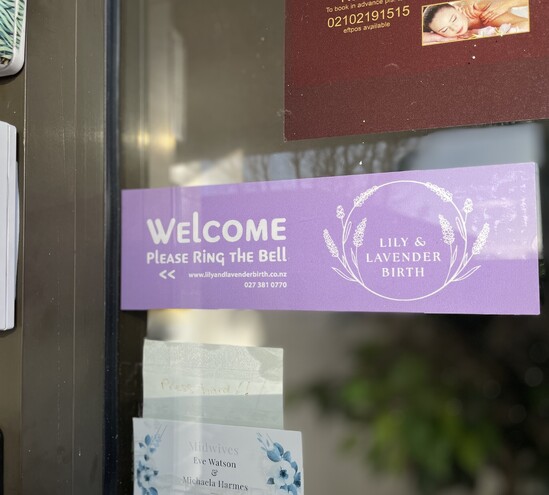 To book in advance
02102191515
eftpos available
WELCOME
PLEASE RING THE BELL
<< www.lilyandlavenderbirth.co.nz
027 381 0770
LILY &
LAVENDER
BIRTH
Midwives
Eve Watson
&
Michaela Harmes